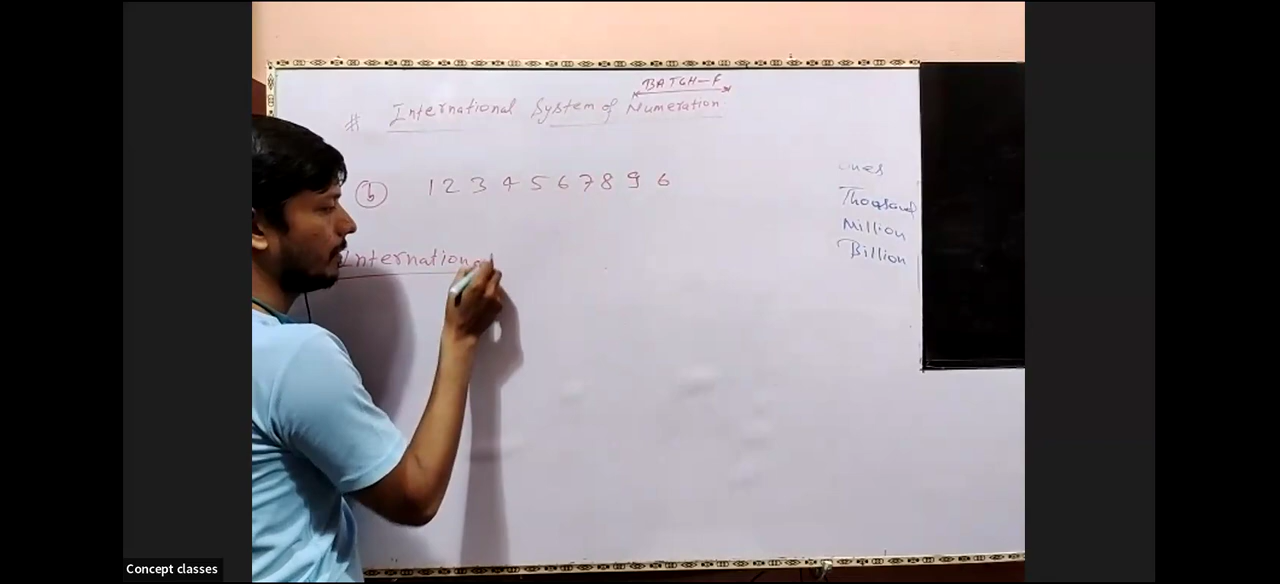 BATCH-F
# International System of Numeration.
b 1 2 3 4 5 6 7 8 9 6
International
Thousand
Million
Billion
Concept classes